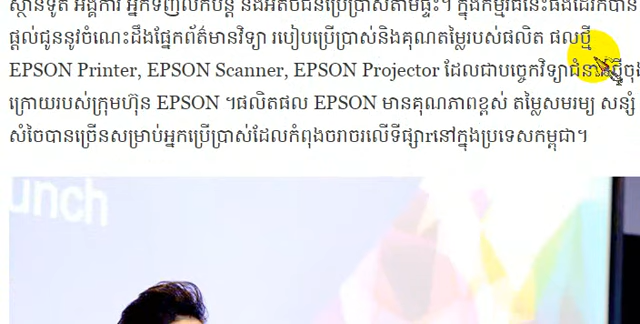 ស្ថានទូត អង្គការ អ្នកទិញលក់បន្ត និងអតិថិជនប្រើប្រាស់តាមផ្ទះ។ ក្នុងកម្មវិធីនេះផងដែរក៏បាន
ផ្តល់ជូននូវចំណេះដឹងផ្នែកព័ត៌មានវិទ្យា របៀបប្រើប្រាស់និងគុណតម្លៃរបស់ផលិត ផលថ្មី
EPSON Printer, EPSON Scanner, EPSON Projector ដែលជាបច្ចេកវិទ្យាជំនាន់ថ្មីចុង
ក្រោយរបស់ក្រុមហ៊ុន EPSON ។ផលិតផល EPSON មានគុណភាពខ្ពស់ តម្លៃសមរម្យ សន្សំ
សំចៃបានច្រើនសម្រាប់អ្នកប្រើប្រាស់ដែលកំពុងចរាចរលើទីផ្សារrនៅក្នុងប្រទេសកម្ពុជា។
unch